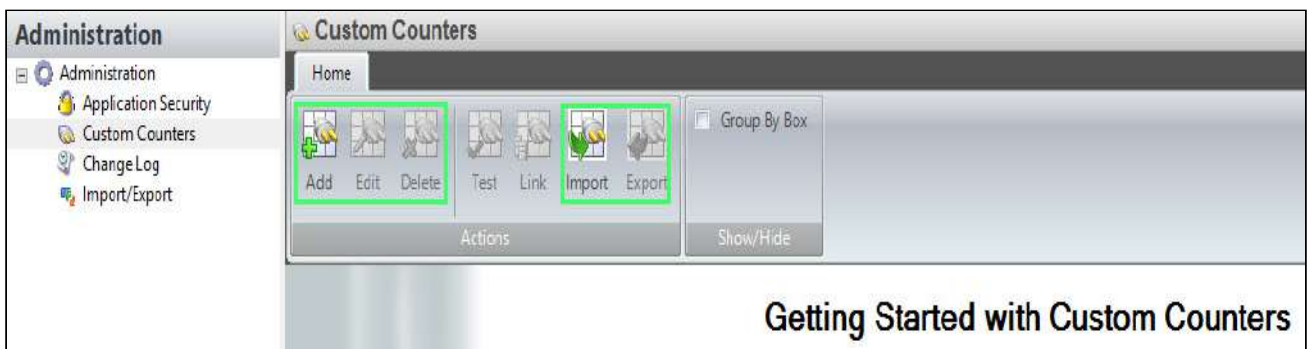 Administration
Administration
Application Security
Custom Counters
Change Log
Import/Export
Custom Counters
Home
Add Edit Delete Test Link Import Export
Group By Box
Actions
Show/Hide
Getting Started with Custom Counters